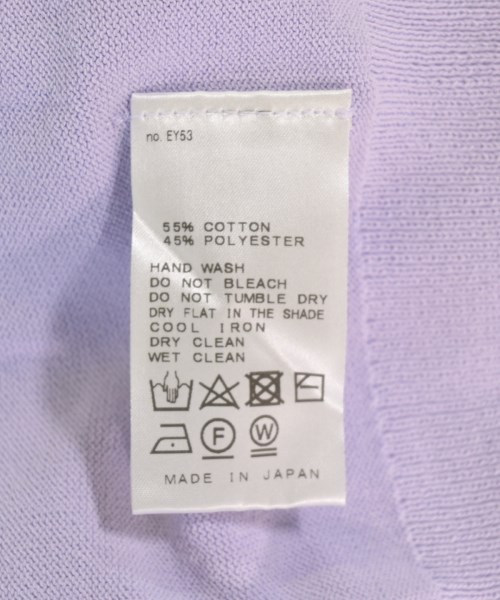 no. EY53
55% COTTON
45% POLYESTER
HAND WASH
DO NOT BLEACH
DO NOT TUMBLE DRY
DRY FLAT IN THE SHADE
COOL IRON
DRY CLEAN
WET CLEAN
F W
MADE IN JAPAN